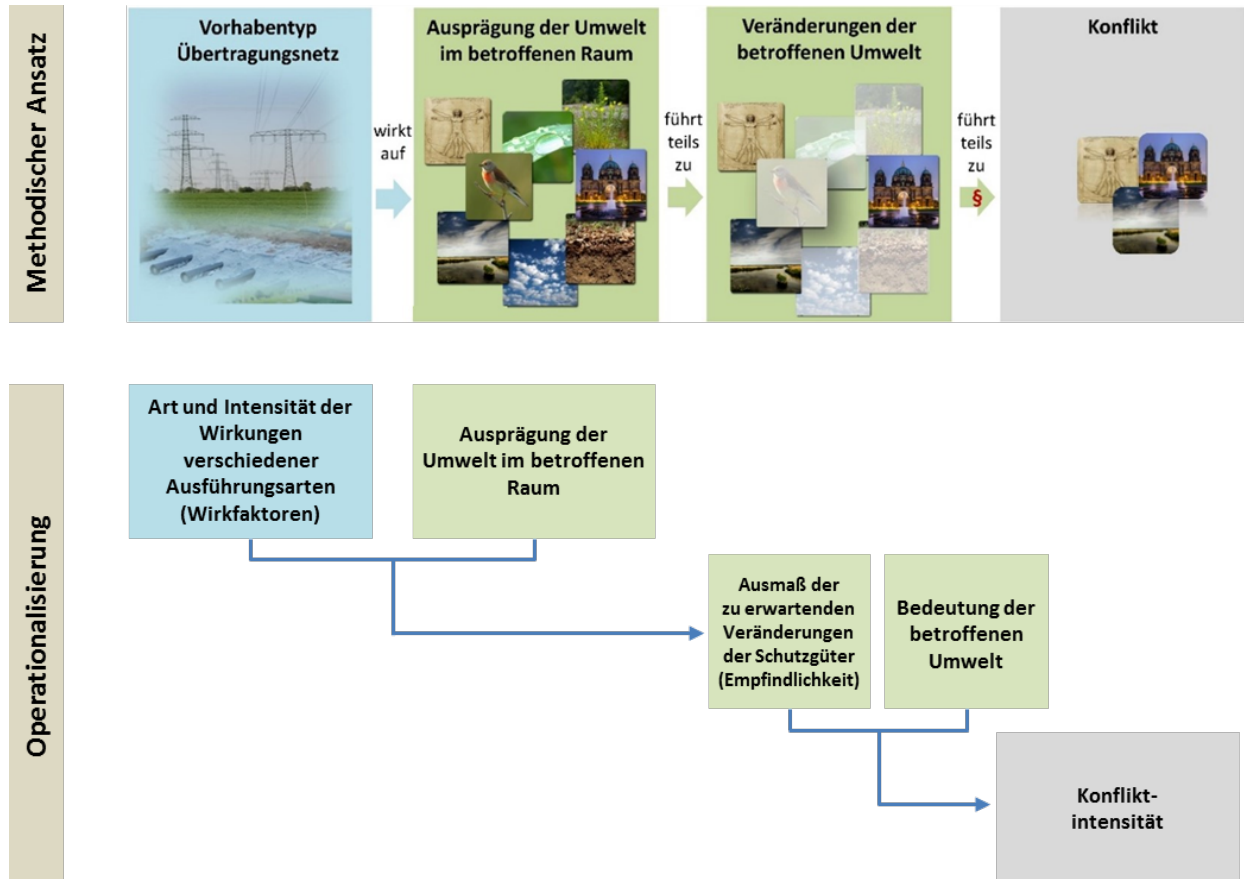 Methodischer Ansatz
Vorhabentyp
Übertragungsnetz
wirkt
auf
Ausprägung der Umwelt
im betroffenen Raum
führt
teils
zu
Veränderungen der
betroffenen Umwelt
führt
teils
zu
§
Konflikt
Operationalisierung
Art und Intensität der
Wirkungen
verschiedener
Ausführungsarten
(Wirkfaktoren)
Ausprägung der
Umwelt im betroffenen
Raum
Ausmaß der
zu erwartenden
Veränderungen
der Schutzgüter
(Empfindlichkeit)
Bedeutung der
betroffenen
Umwelt
Konflikt-
intensität